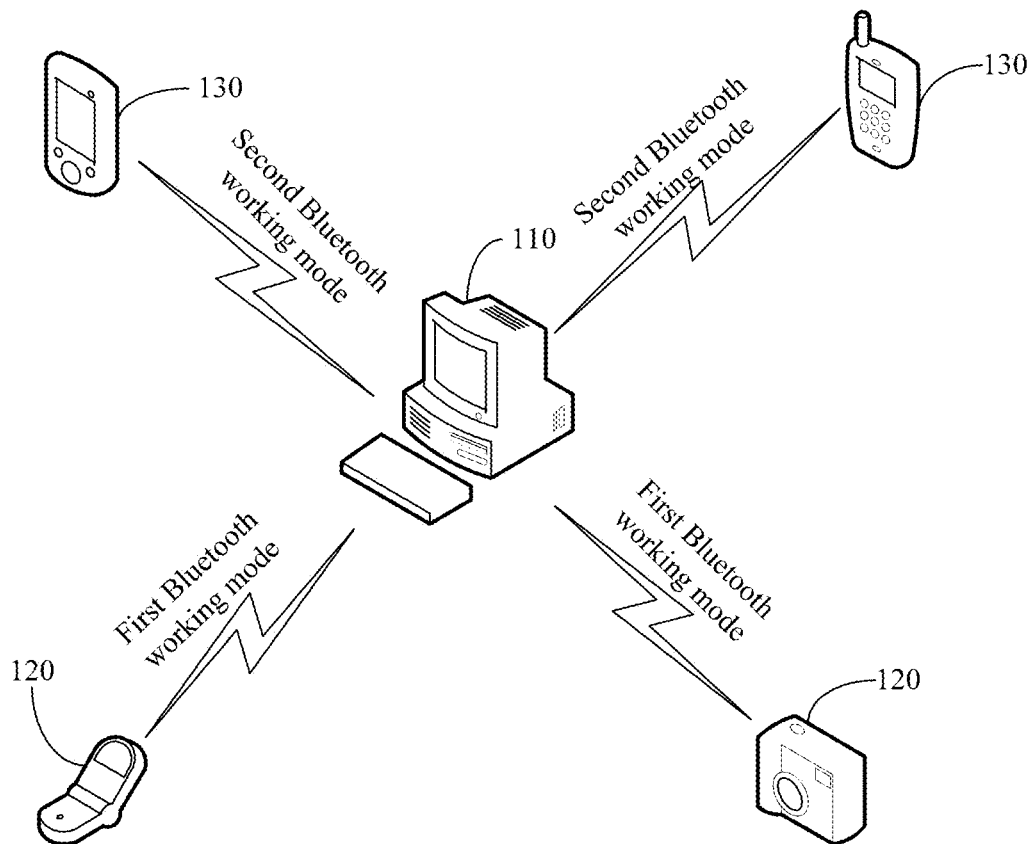 130
130
Second Bluetooth
working mode
Second Bluetooth
working mode
110
First Bluetooth
working mode
First Bluetooth
working mode
120
120